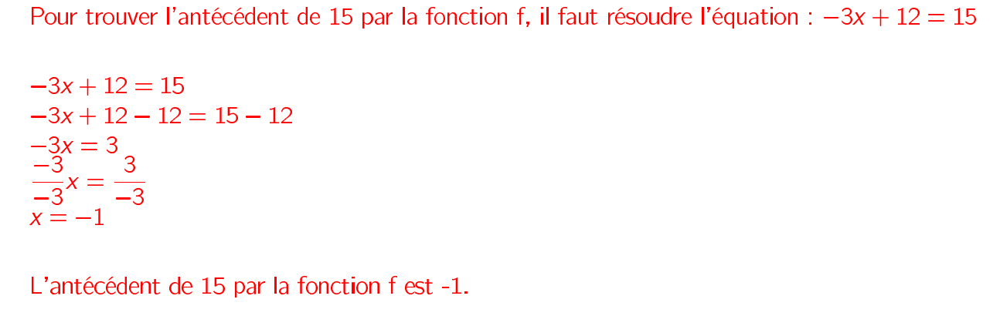 Pour trouver l'antécédent de 15 par la fonction f, il faut résoudre l'équation : −3x + 12 = 15
−3x + 12 = 15
−3x + 12 − 12 = 15 − 12
−3x = 3
−3/−3 x = 3/−3
x = −1
L'antécédent de 15 par la fonction f est -1.